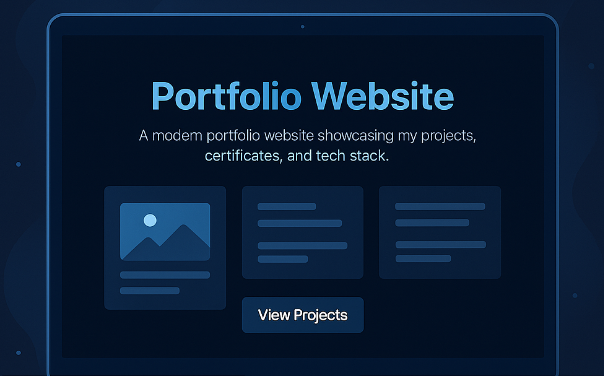 Portfolio Website
A modem portfolio website showcasing my projects,
certificates, and tech stack.
View Projects